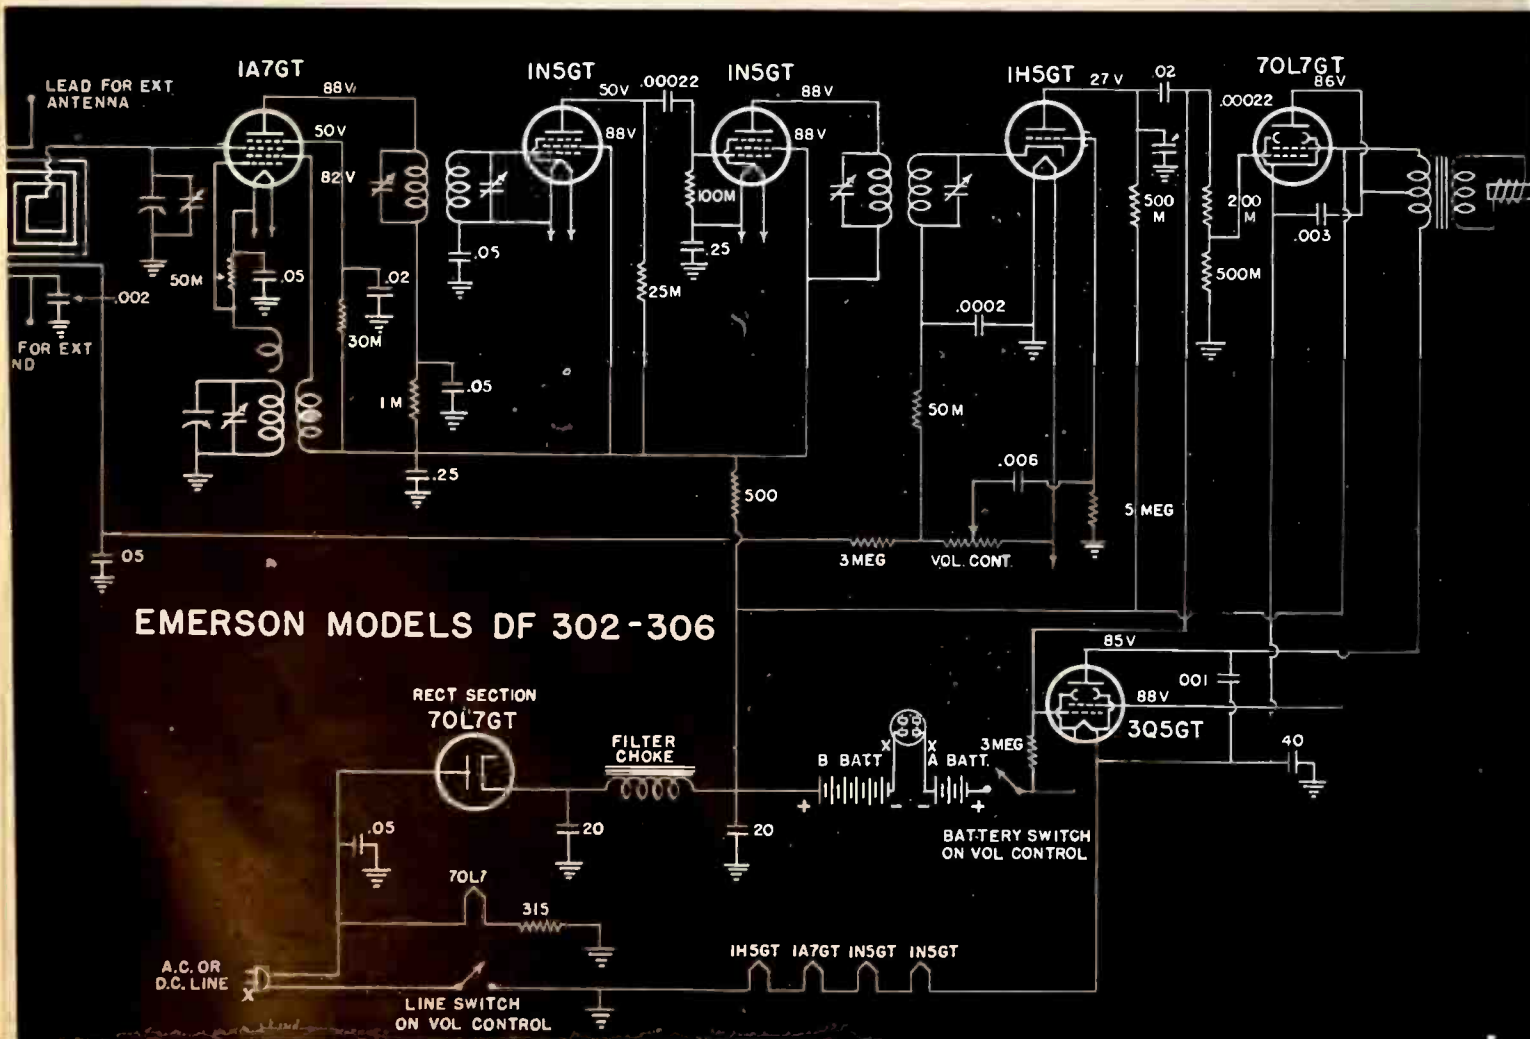 LEAD FOR EXT
ANTENNA
1A7GT
88V
50V
82V
1N5GT
50V
.00022
88V
1N5GT
88V
88V
1H5GT
27V
.02
.00022
70L7GT
86V
100M
500
M
200
M
.003
500M
50M
.05
.02
.05
.25
25M
.002
FOR EXT
ND
30M
.0002
1M
.05
50M
.25
500
.006
5 MEG
3 MEG
VOL. CONT.
05
EMERSON MODELS DF 302-306
85V
001
88V
3Q5GT
40
RECT SECTION
70L7GT
FILTER
CHOKE
B BATT
X
X
A BATT.
3MEG
+
-
-
+
.05
20
20
BATTERY SWITCH
ON VOL CONTROL
70L7
315
1H5GT
1A7GT
1N5GT
1N5GT
A.C. OR
D.C. LINE
X
LINE SWITCH
ON VOL CONTROL